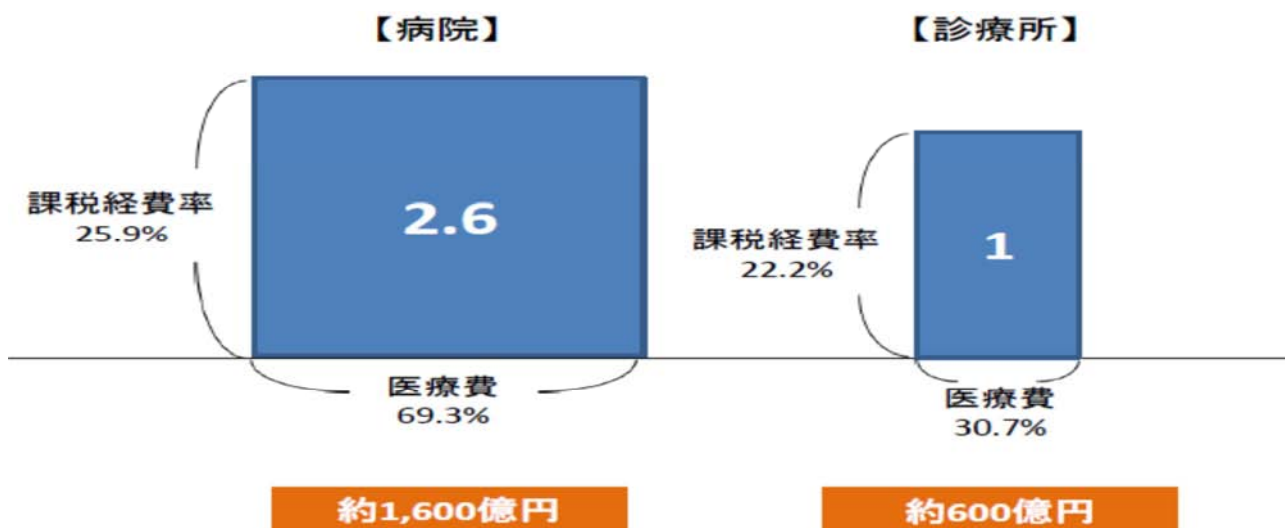 【病院】
課税経費率
25.9%
2.6
医療費
69.3%
約1,600億円
【診療所】
課税経費率
22.2%
1
医療費
30.7%
約600億円